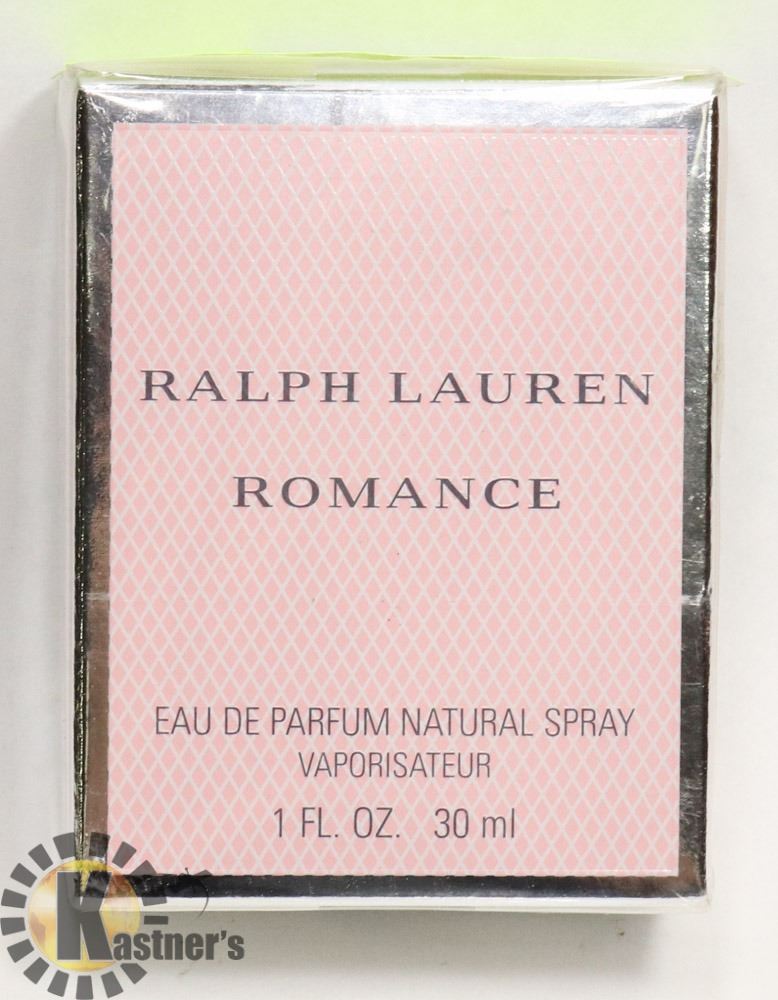 RALPH LAUREN
ROMANCE
EAU DE PARFUM NATURAL SPRAY
VAPORISATEUR
1 FL. OZ. 30 ml
Kastner's